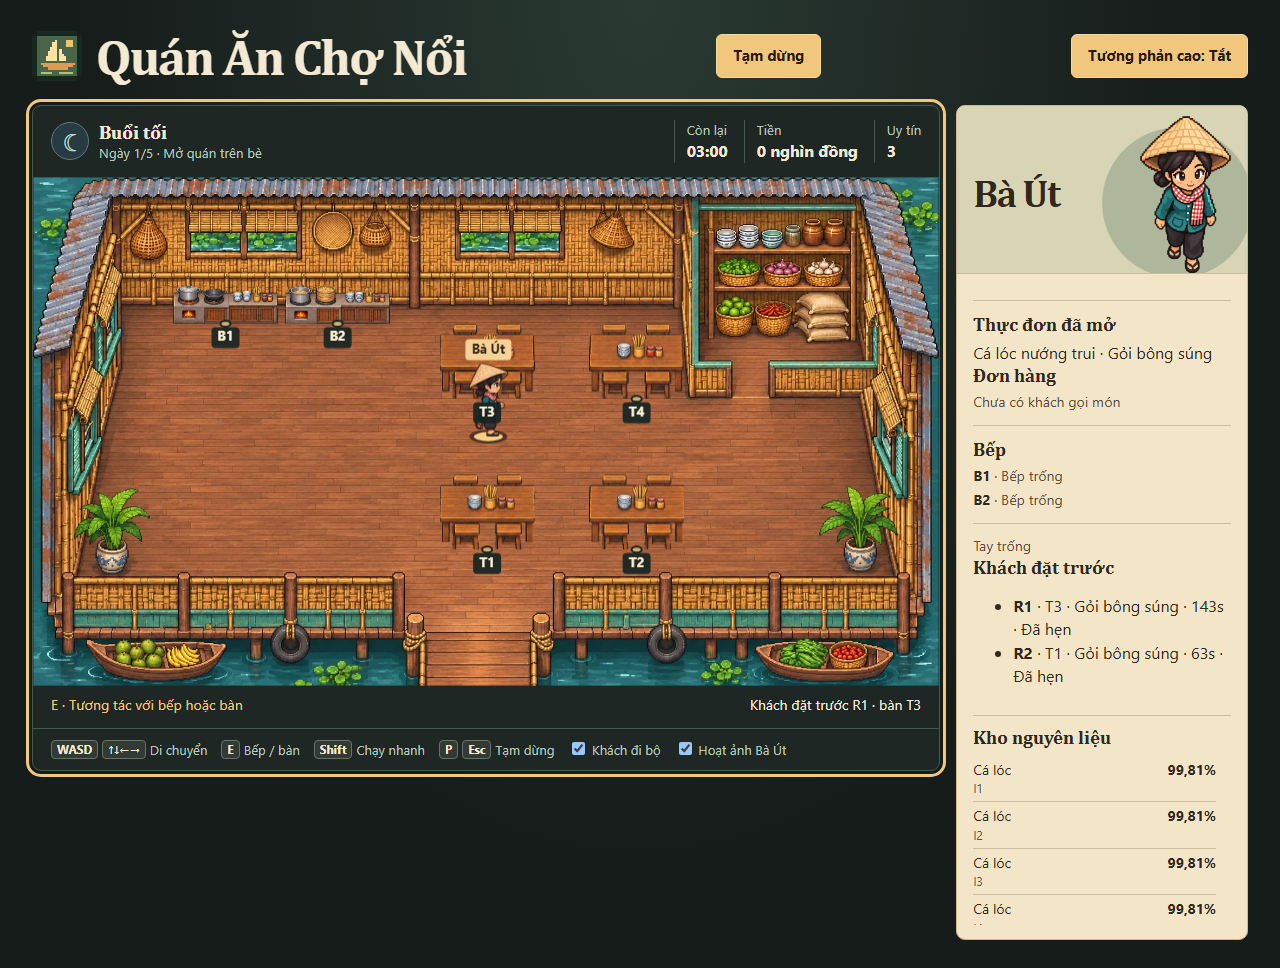 Quán Ăn Chợ Nổi
Tạm dừng
Tương phản cao: Tắt
Buổi tối
Ngày 1/5 · Mở quán trên bè
Còn lại
03:00
Tiền
0 nghìn đồng
Uy tín
3
B1
B2
Bà Út
T3
T4
T1
T2
E · Tương tác với bếp hoặc bàn
Khách đặt trước R1 · bàn T3
WASD ↑↓←→ Di chuyển E Bếp / bàn Shift Chạy nhanh P Esc Tạm dừng Khách đi bộ Hoạt ảnh Bà Út
Bà Út
Thực đơn đã mở
Cá lóc nướng trui · Gỏi bông súng
Đơn hàng
Chưa có khách gọi món
Bếp
B1 · Bếp trống
B2 · Bếp trống
Tay trống
Khách đặt trước
R1 · T3 · Gỏi bông súng · 143s
· Đã hẹn
R2 · T1 · Gỏi bông súng · 63s ·
Đã hẹn
Kho nguyên liệu
Cá lóc 99,81%
I1
Cá lóc 99,81%
I2
Cá lóc 99,81%
I3
Cá lóc 99,81%